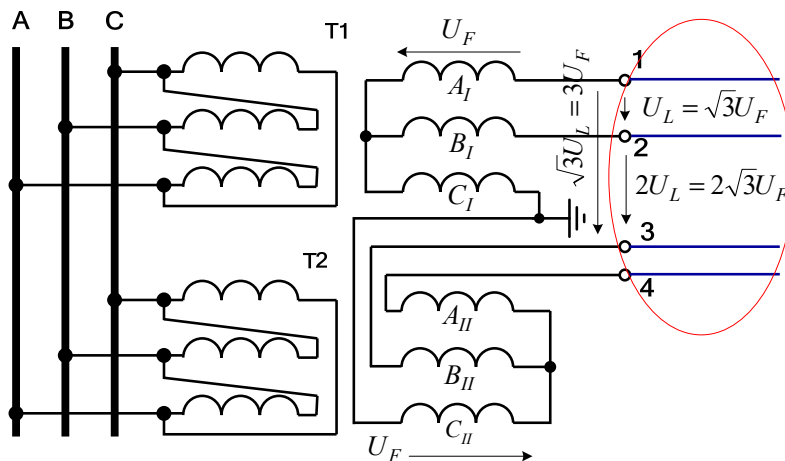 A B C
T1
U_F
A_I
B_I
C_I
√3U_L = 3U_F
1
U_L = √3U_F
2
2U_L = 2√3U_F
3
4
T2
A_II
B_II
C_II
U_F